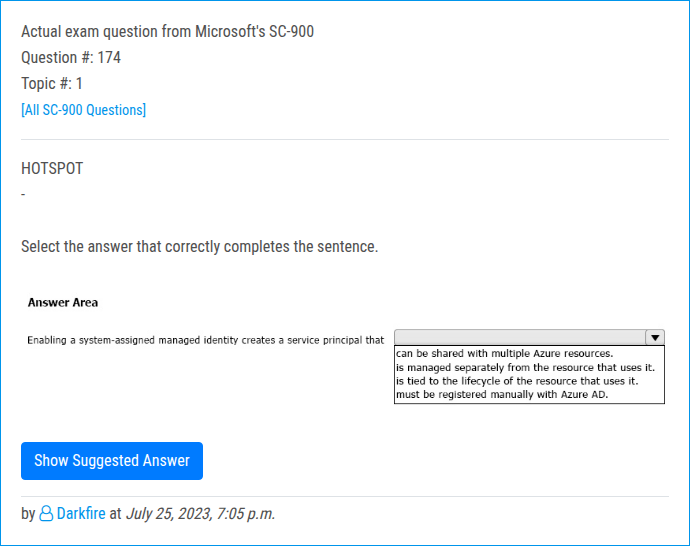 Actual exam question from Microsoft's SC-900
Question #: 174
Topic #: 1
[All SC-900 Questions]
HOTSPOT
-
Select the answer that correctly completes the sentence.
Answer Area
Enabling a system-assigned managed identity creates a service principal that
can be shared with multiple Azure resources.
is managed separately from the resource that uses it.
is tied to the lifecycle of the resource that uses it.
must be registered manually with Azure AD.
Show Suggested Answer
by Darkfire at July 25, 2023, 7:05 p.m.